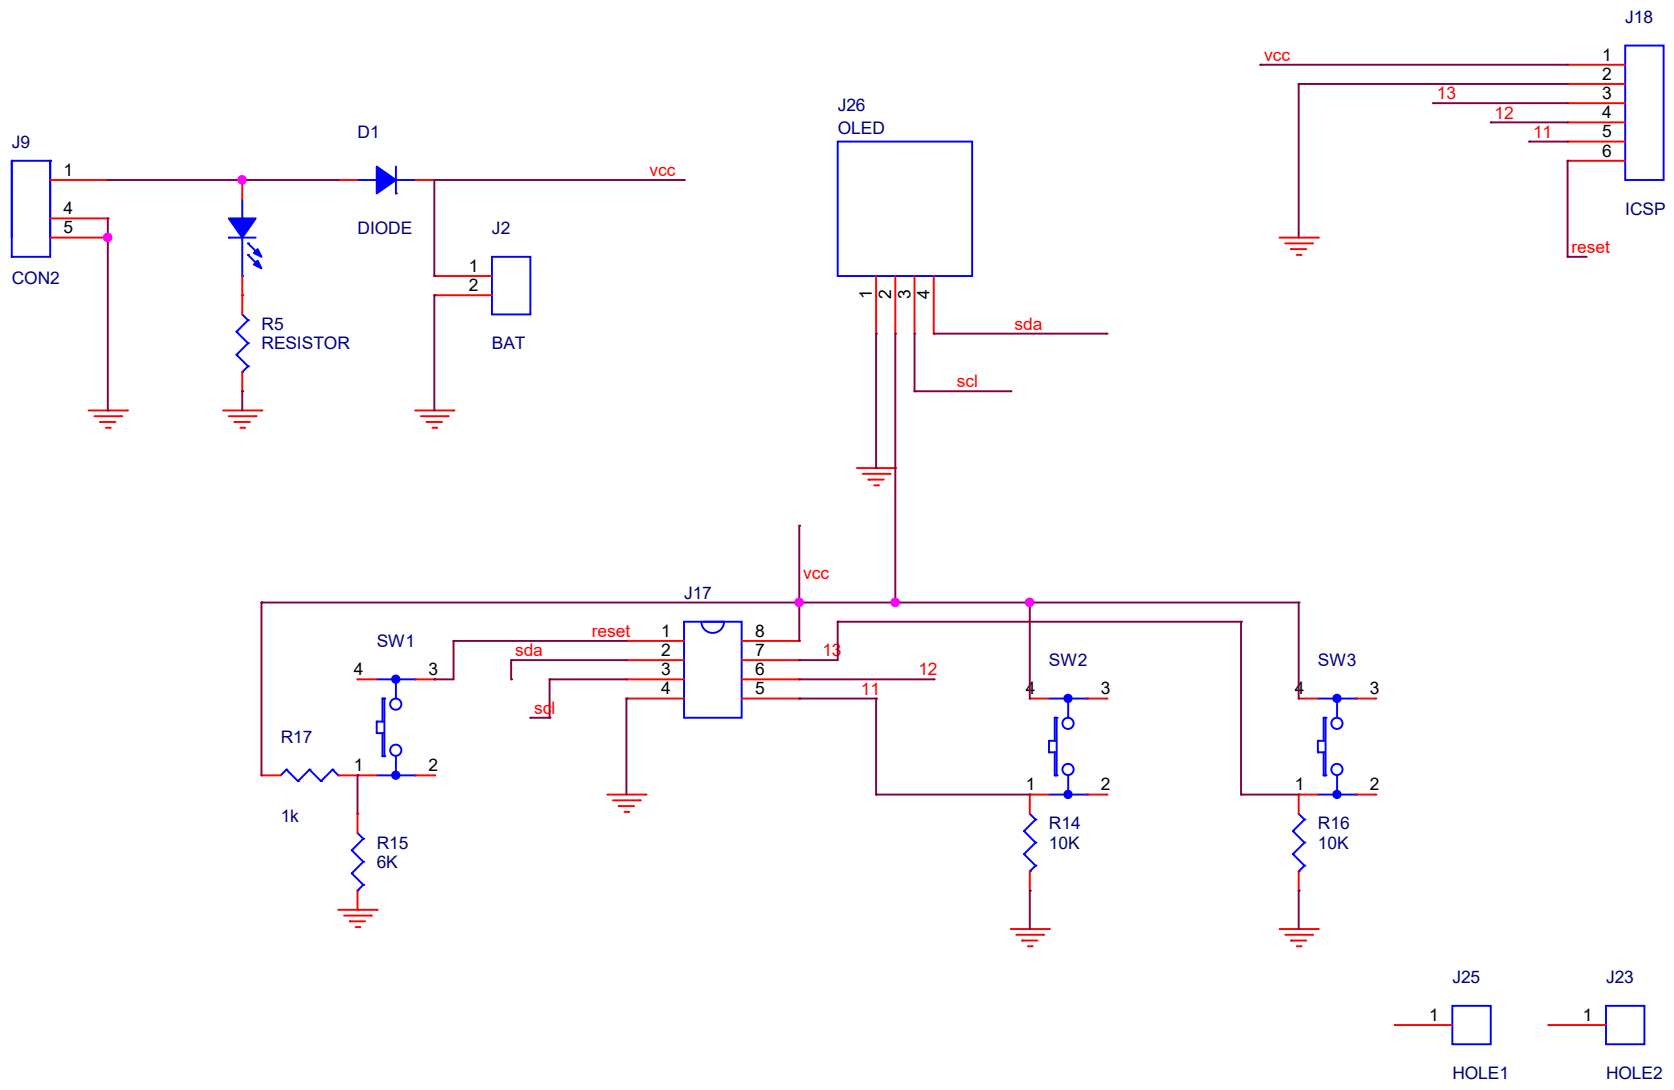 J18
vcc
1
2
13
3
12
4
11
5
6
ICSP
reset
J9
1
4
5
CON2
D1
DIODE
vcc
J2
1
2
BAT
R5
RESISTOR
J26
OLED
1
2
3
4
sda
scl
vcc
J17
reset
1
8
sda
2
7
13
3
6
12
scl
4
5
11
SW1
4
3
1
2
R17
1k
R15
6K
SW2
4
3
1
2
R14
10K
SW3
4
3
1
2
R16
10K
J25
1
HOLE1
J23
1
HOLE2